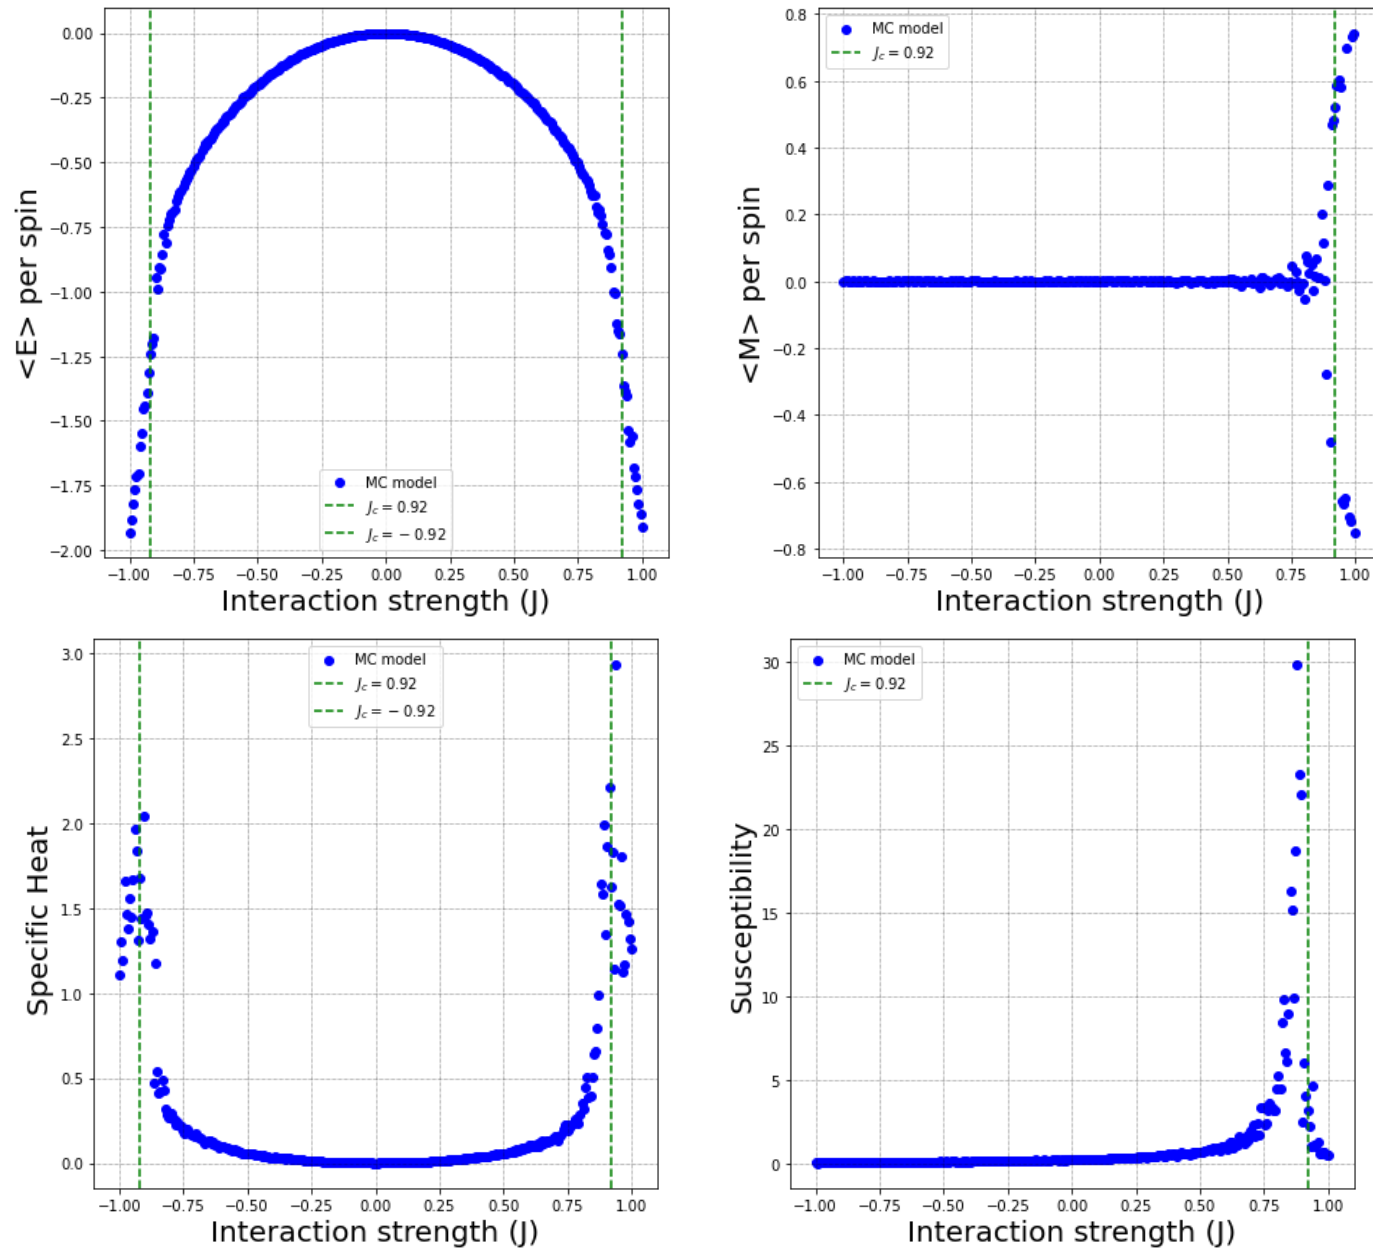 0.00
−0.25
−0.50
−0.75
−1.00
−1.25
−1.50
−1.75
−2.00
<E> per spin
MC model
J_c = 0.92
J_c = −0.92
−1.00 −0.75 −0.50 −0.25 0.00 0.25 0.50 0.75 1.00
Interaction strength (J)
0.8
0.6
0.4
0.2
0.0
−0.2
−0.4
−0.6
−0.8
<M> per spin
MC model
J_c = 0.92
−1.00 −0.75 −0.50 −0.25 0.00 0.25 0.50 0.75 1.00
Interaction strength (J)
3.0
2.5
2.0
1.5
1.0
0.5
0.0
Specific Heat
MC model
J_c = 0.92
J_c = −0.92
−1.00 −0.75 −0.50 −0.25 0.00 0.25 0.50 0.75 1.00
Interaction strength (J)
30
25
20
15
10
5
0
Susceptibility
MC model
J_c = 0.92
−1.00 −0.75 −0.50 −0.25 0.00 0.25 0.50 0.75 1.00
Interaction strength (J)